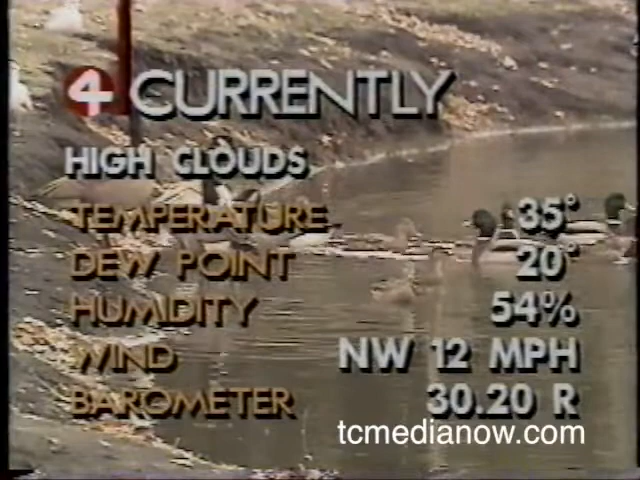 4 CURRENTLY
HIGH CLOUDS
TEMPERATURE 35°
DEW POINT 20°
HUMIDITY 54%
WIND NW 12 MPH
BAROMETER 30.20 R
tcmedianow.com